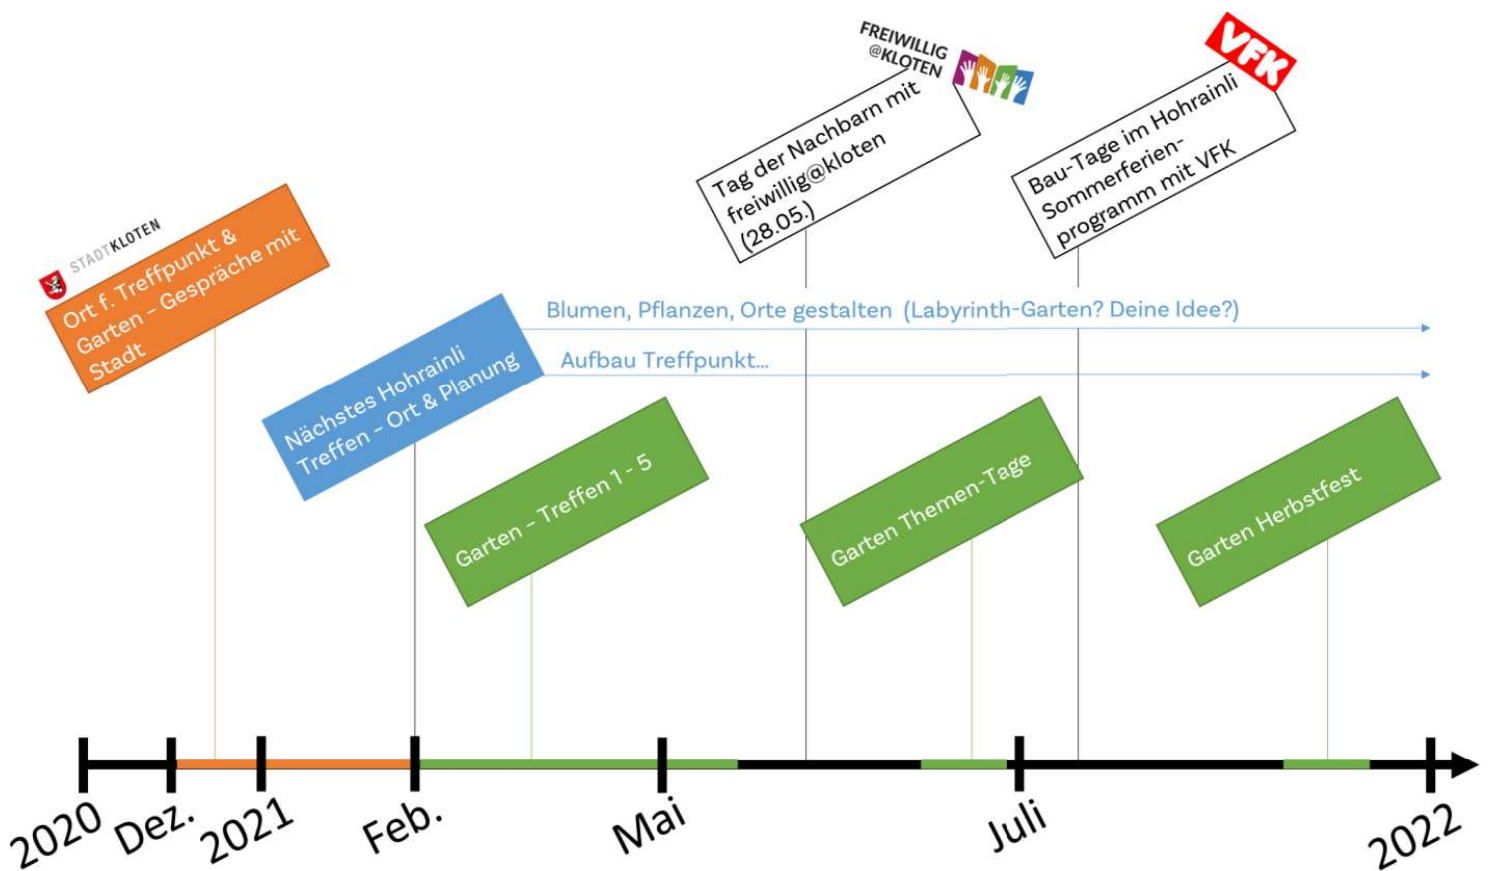 FREIWILLIG
@KLOTEN
VFK
Tag der Nachbarn mit
freiwillig@kloten
(28.05.)
Bau-Tage im Hohrainli
Sommerferien-
programm mit VFK
STADTKLOTEN
Ort f. Treffpunkt &
Garten – Gespräche mit
Stadt
Nächstes Hohrainli
Treffen – Ort & Planung
Blumen, Pflanzen, Orte gestalten (Labyrinth-Garten? Deine Idee?)
Aufbau Treffpunkt...
Garten – Treffen 1 - 5
Garten Themen-Tage
Garten Herbstfest
2020
Dez.
2021
Feb.
Mai
Juli
2022